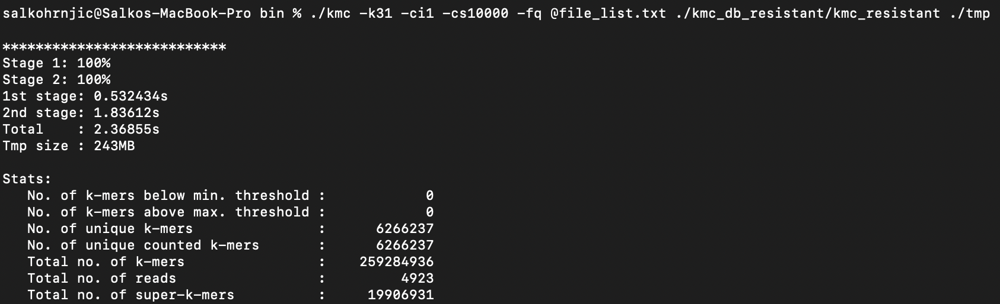 salkohrnjic@Salkos-MacBook-Pro bin % ./kmc -k31 -ci1 -cs10000 -fq @file_list.txt ./kmc_db_resistant/kmc_resistant ./tmp
***************************
Stage 1: 100%
Stage 2: 100%
1st stage: 0.532434s
2nd stage: 1.83612s
Total    : 2.36855s
Tmp size : 243MB
Stats:
   No. of k-mers below min. threshold :            0
   No. of k-mers above max. threshold :            0
   No. of unique k-mers               :      6266237
   No. of unique counted k-mers       :      6266237
   Total no. of k-mers                :    259284936
   Total no. of reads                 :         4923
   Total no. of super-k-mers          :     19906931